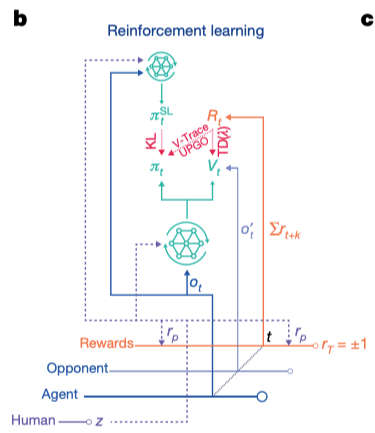 b
c
Reinforcement learning
π_t^SL
R_t
KL
V-Trace
UPGO
TD(λ)
π_t
V_t
o'_t
Σr_{t+k}
o_t
r_p
t
r_p
Rewards
r_T = ±1
Opponent
Agent
Human
z